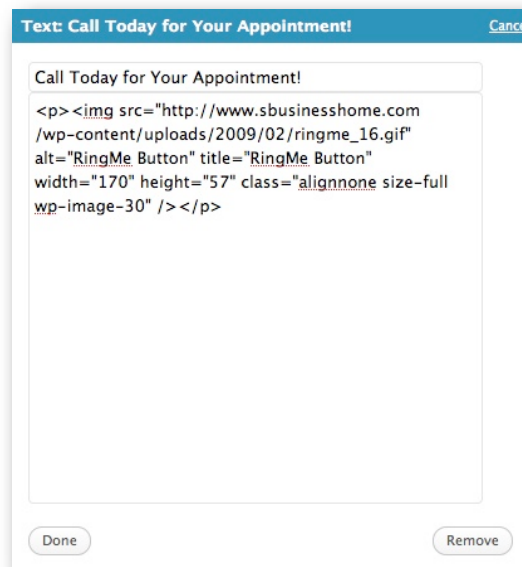 Text: Call Today for Your Appointment!
Call Today for Your Appointment!
<p><img src="http://www.sbusinesshome.com
/wp-content/uploads/2009/02/ringme_16.gif"
alt="RingMe Button" title="RingMe Button"
width="170" height="57" class="alignnone size-full
wp-image-30" /></p>
Done
Remove